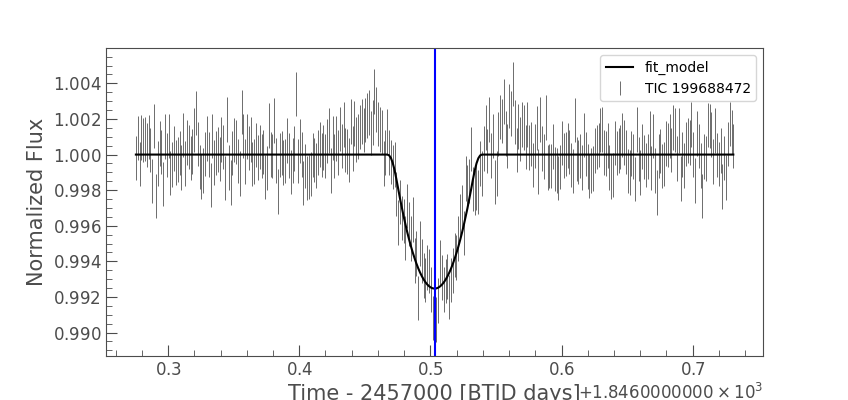 fit_model
TIC 199688472
1.004
1.002
1.000
0.998
0.996
0.994
0.992
0.990
Normalized Flux
0.3 0.4 0.5 0.6 0.7
Time - 2457000 [BTJD days]
+1.8460000000 × 10³